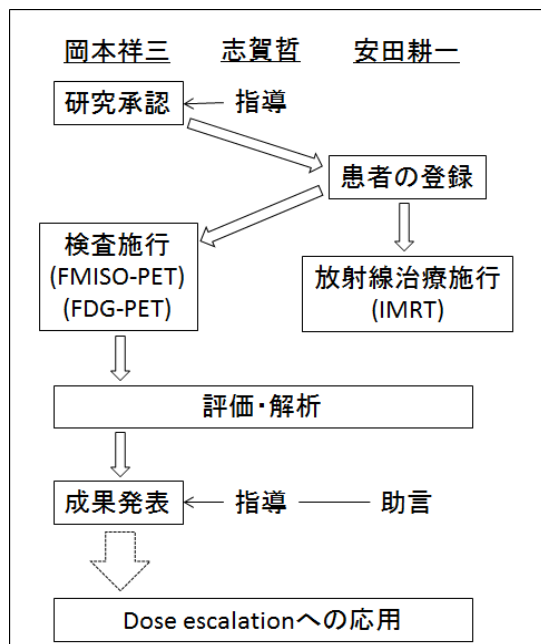 岡本祥三 志賀哲 安田耕一
研究承認 指導
患者の登録
検査施行
(FMISO-PET)
(FDG-PET)
放射線治療施行
(IMRT)
評価・解析
成果発表 指導 助言
Dose escalationへの応用